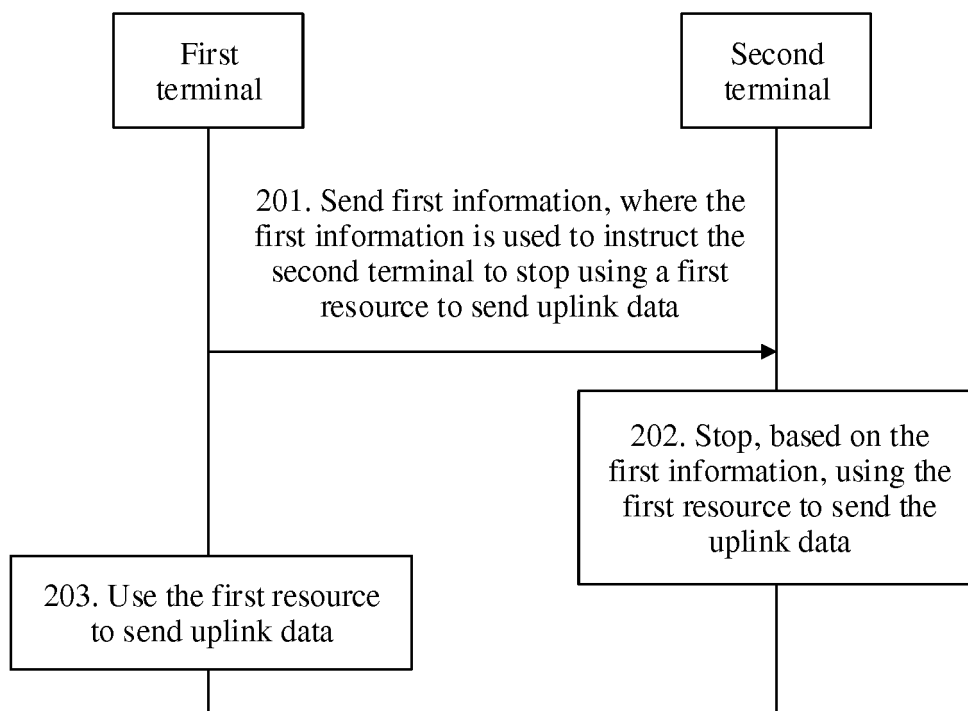 First
terminal
Second
terminal
201. Send first information, where the
first information is used to instruct the
second terminal to stop using a first
resource to send uplink data
202. Stop, based on the
first information, using the
first resource to send the
uplink data
203. Use the first resource
to send uplink data